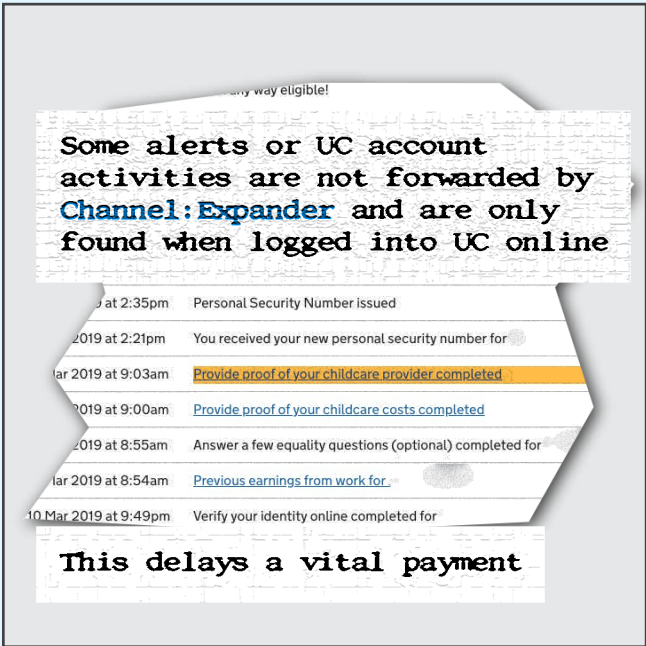 any way eligible!
Some alerts or UC account
activities are not forwarded by
Channel:Expander and are only
found when logged into UC online
at 2:35pm Personal Security Number issued
2019 at 2:21pm You received your new personal security number for
ar 2019 at 9:03am Provide proof of your childcare provider completed
2019 at 9:00am Provide proof of your childcare costs completed
2019 at 8:55am Answer a few equality questions (optional) completed for
ar 2019 at 8:54am Previous earnings from work for .
10 Mar 2019 at 9:49pm Verify your identity online completed for
This delays a vital payment